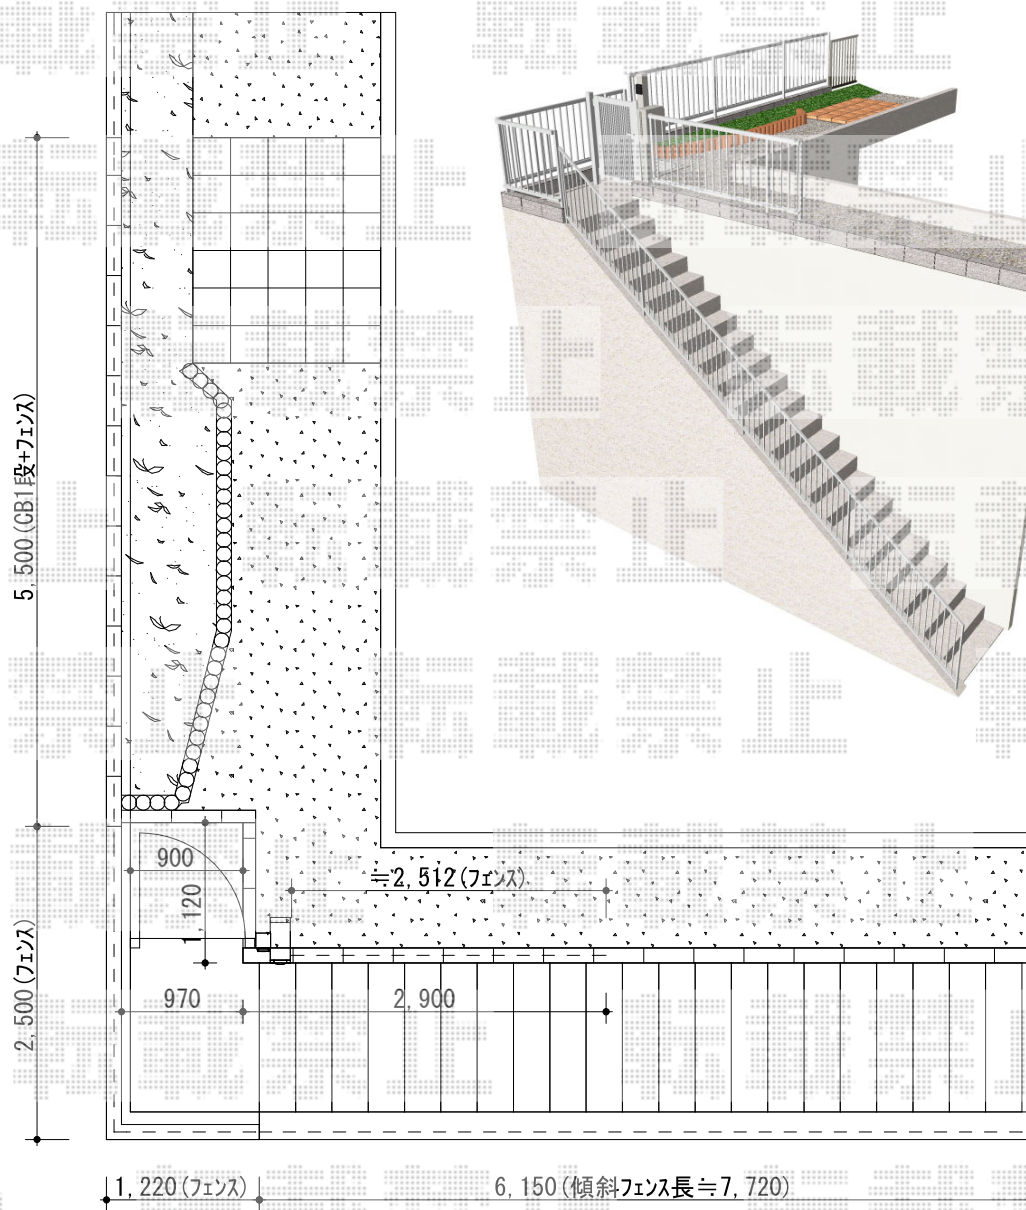 転載禁止
5,500(CB1段+フェンス)
900
≒2,512(フェンス)
1,120
2,500(フェンス)
970
2,900
1,220(フェンス)
6,150(傾斜フェンス長≒7,720)